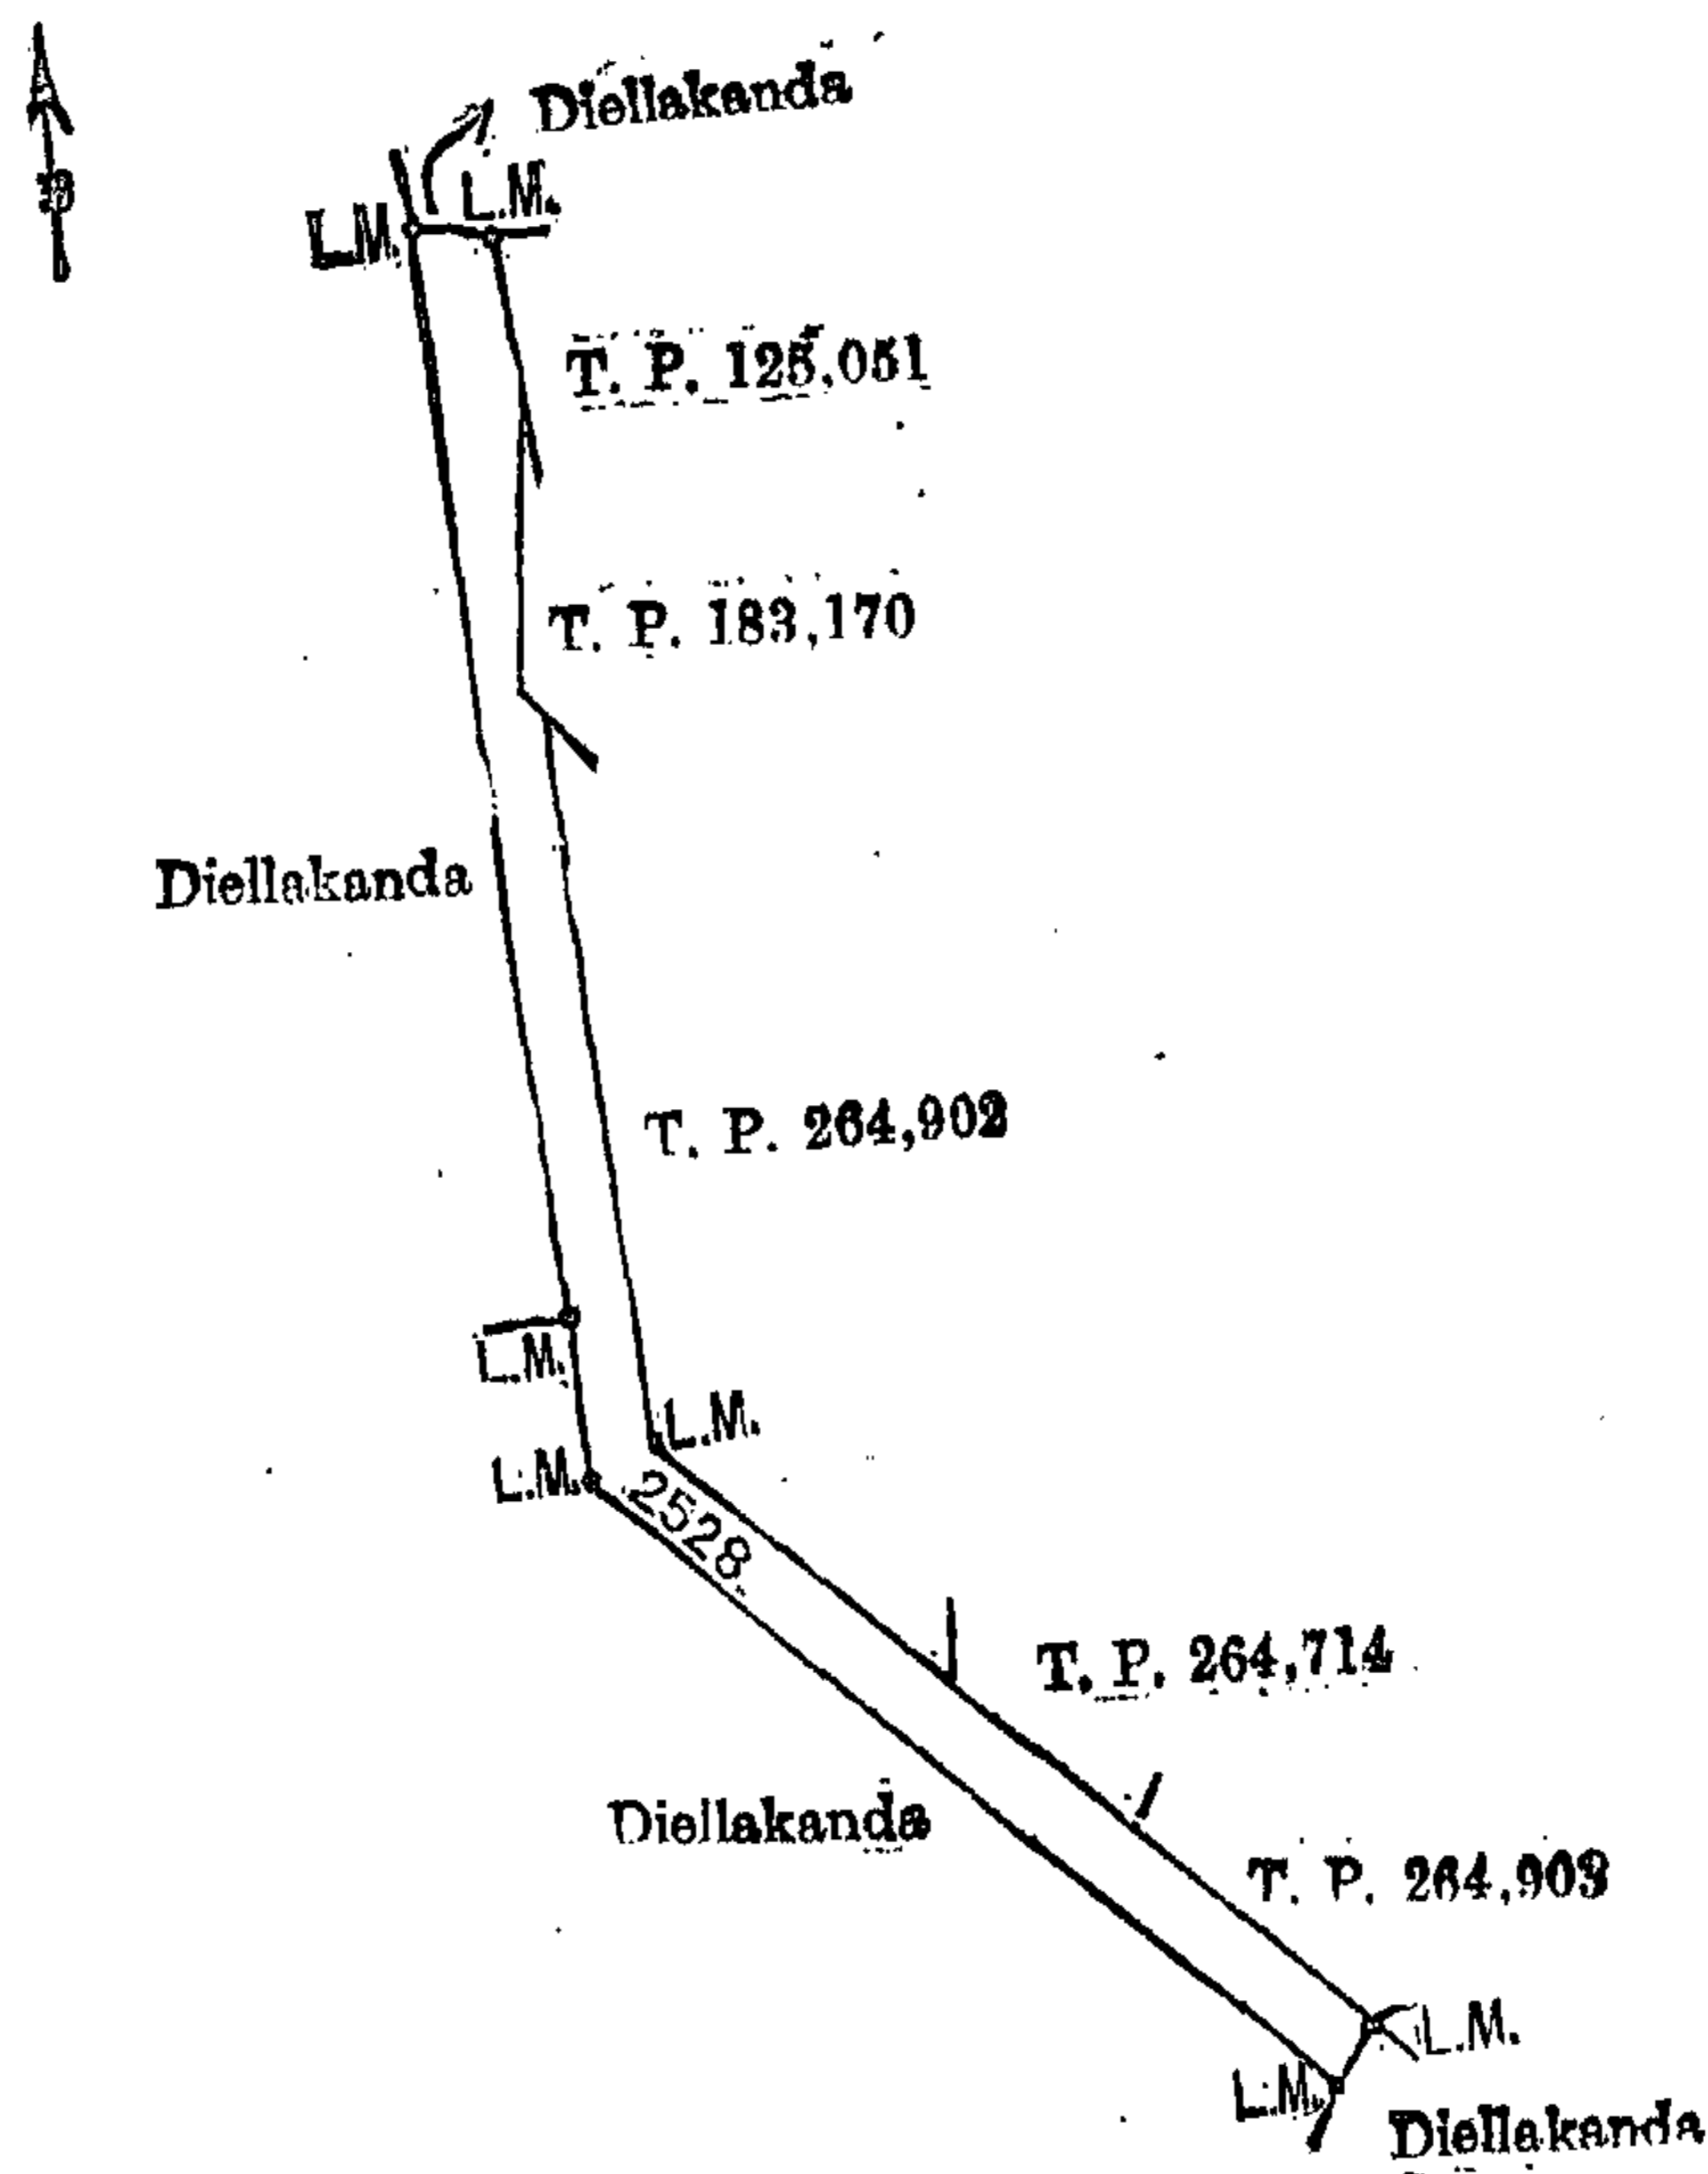 Diellakanda
L.M.
L.M.
T. P. 125,051
T. P. 183,170
Diellakanda
T. P. 264,902
L.M.
L.M.
L.M.
2528
T. P. 264,714
Diellakanda
T. P. 264,903
L.M.
L.M.
Diellakanda